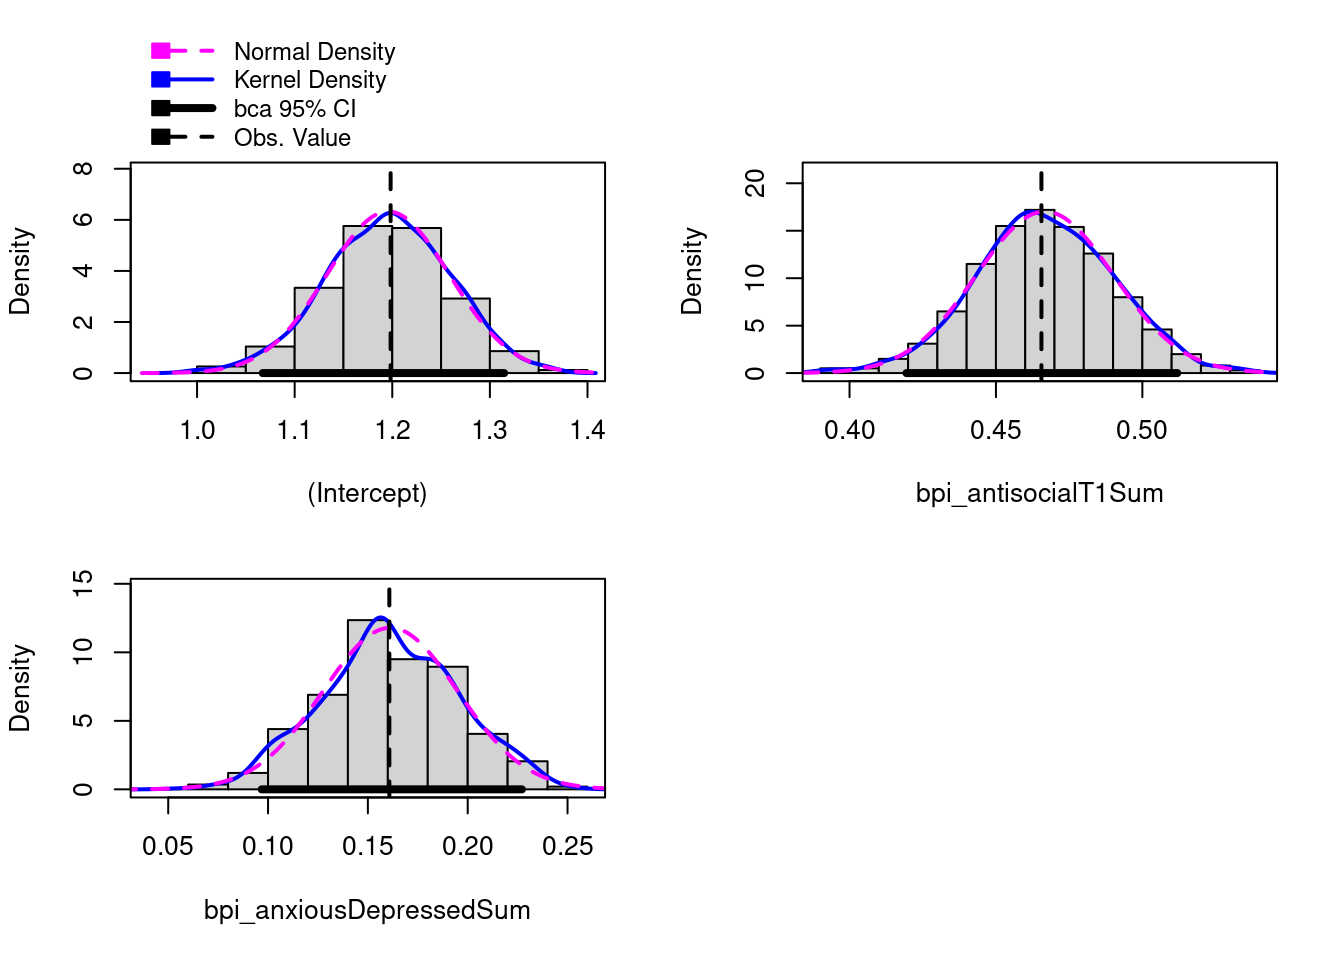 Normal Density
Kernel Density
bca 95% CI
Obs. Value
Density
8
6
4
2
0
1.0 1.1 1.2 1.3 1.4
(Intercept)
Density
20
10
5
0
0.40 0.45 0.50
bpi_antisocialT1Sum
Density
15
10
5
0
0.05 0.10 0.15 0.20 0.25
bpi_anxiousDepressedSum